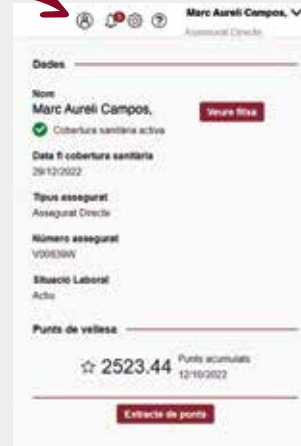 Marc Aureli Campos,
Assegurat Directe
Dades
Nom
Marc Aureli Campos,
Veure fitxa
Cobertura sanitària activa
Data fi cobertura sanitària
29/12/2022
Tipus assegurat
Assegurat Directe
Número assegurat
Situació Laboral
Actiu
Punts de vellesa
2523.44
Punts acumulats
12/10/2022
Extracte de punts